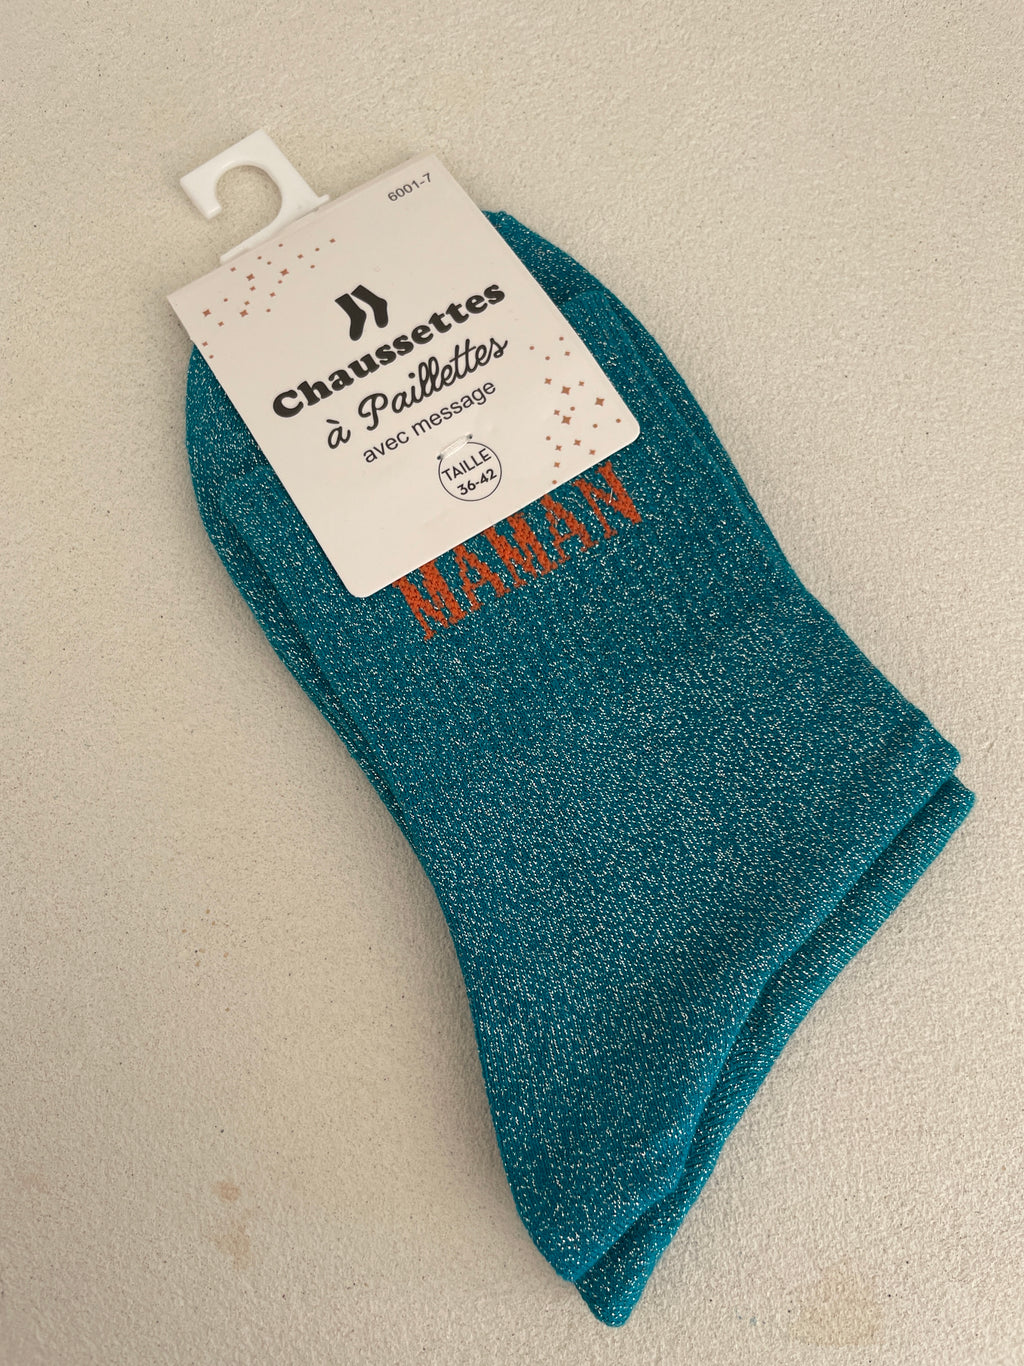 6001-7
Chaussettes
à Paillettes
avec message
TAILLE
36-42
MAMAN